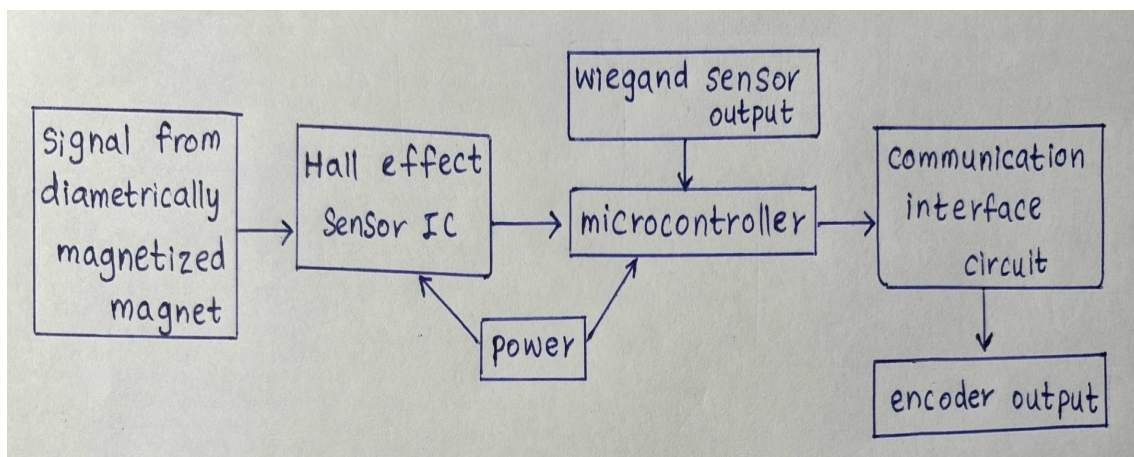 signal from
diametrically
magnetized
magnet
Hall effect
sensor IC
wiegand sensor
output
microcontroller
power
communication
interface
circuit
encoder output